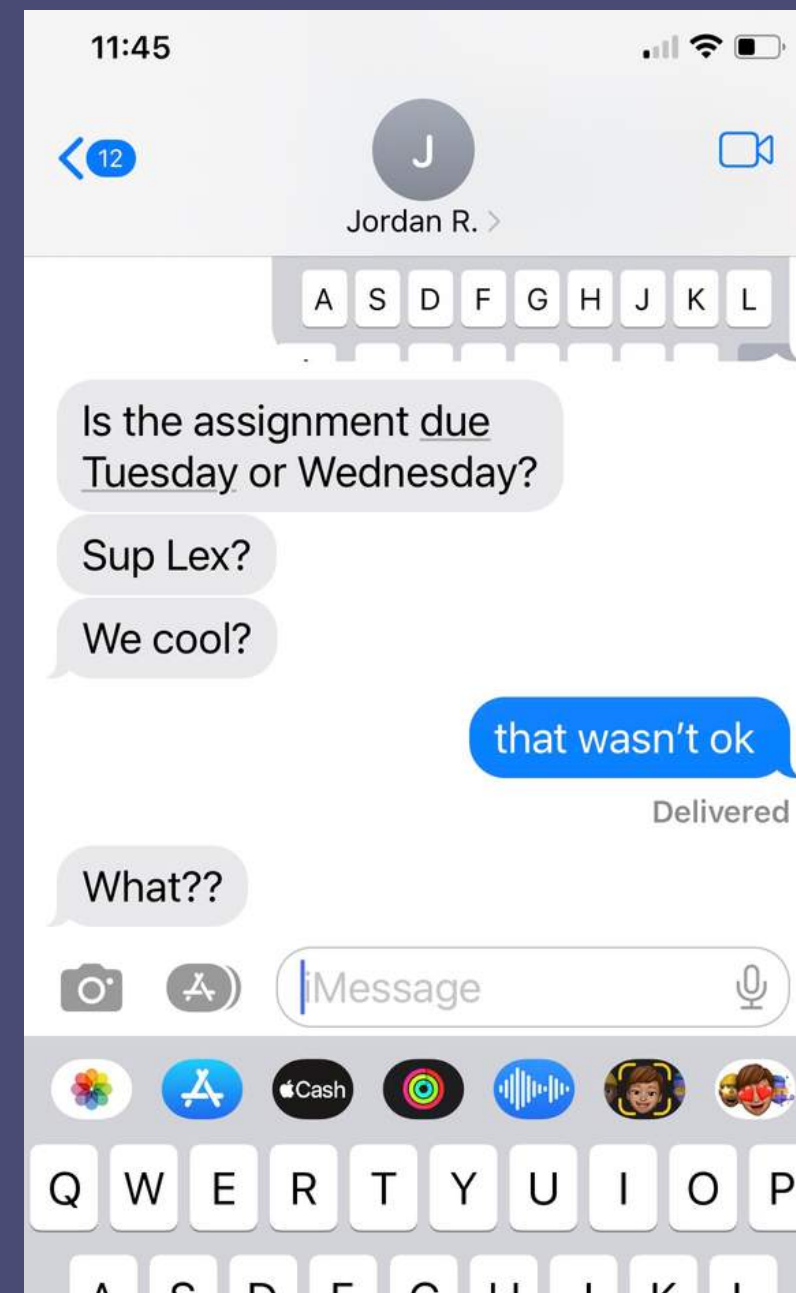 11:45
12
J
Jordan R.
A S D F G H J K L
Is the assignment due
Tuesday or Wednesday?
Sup Lex?
We cool?
that wasn't ok
Delivered
What??
iMessage
Cash
Q W E R T Y U I O P
A S D F G H J K L